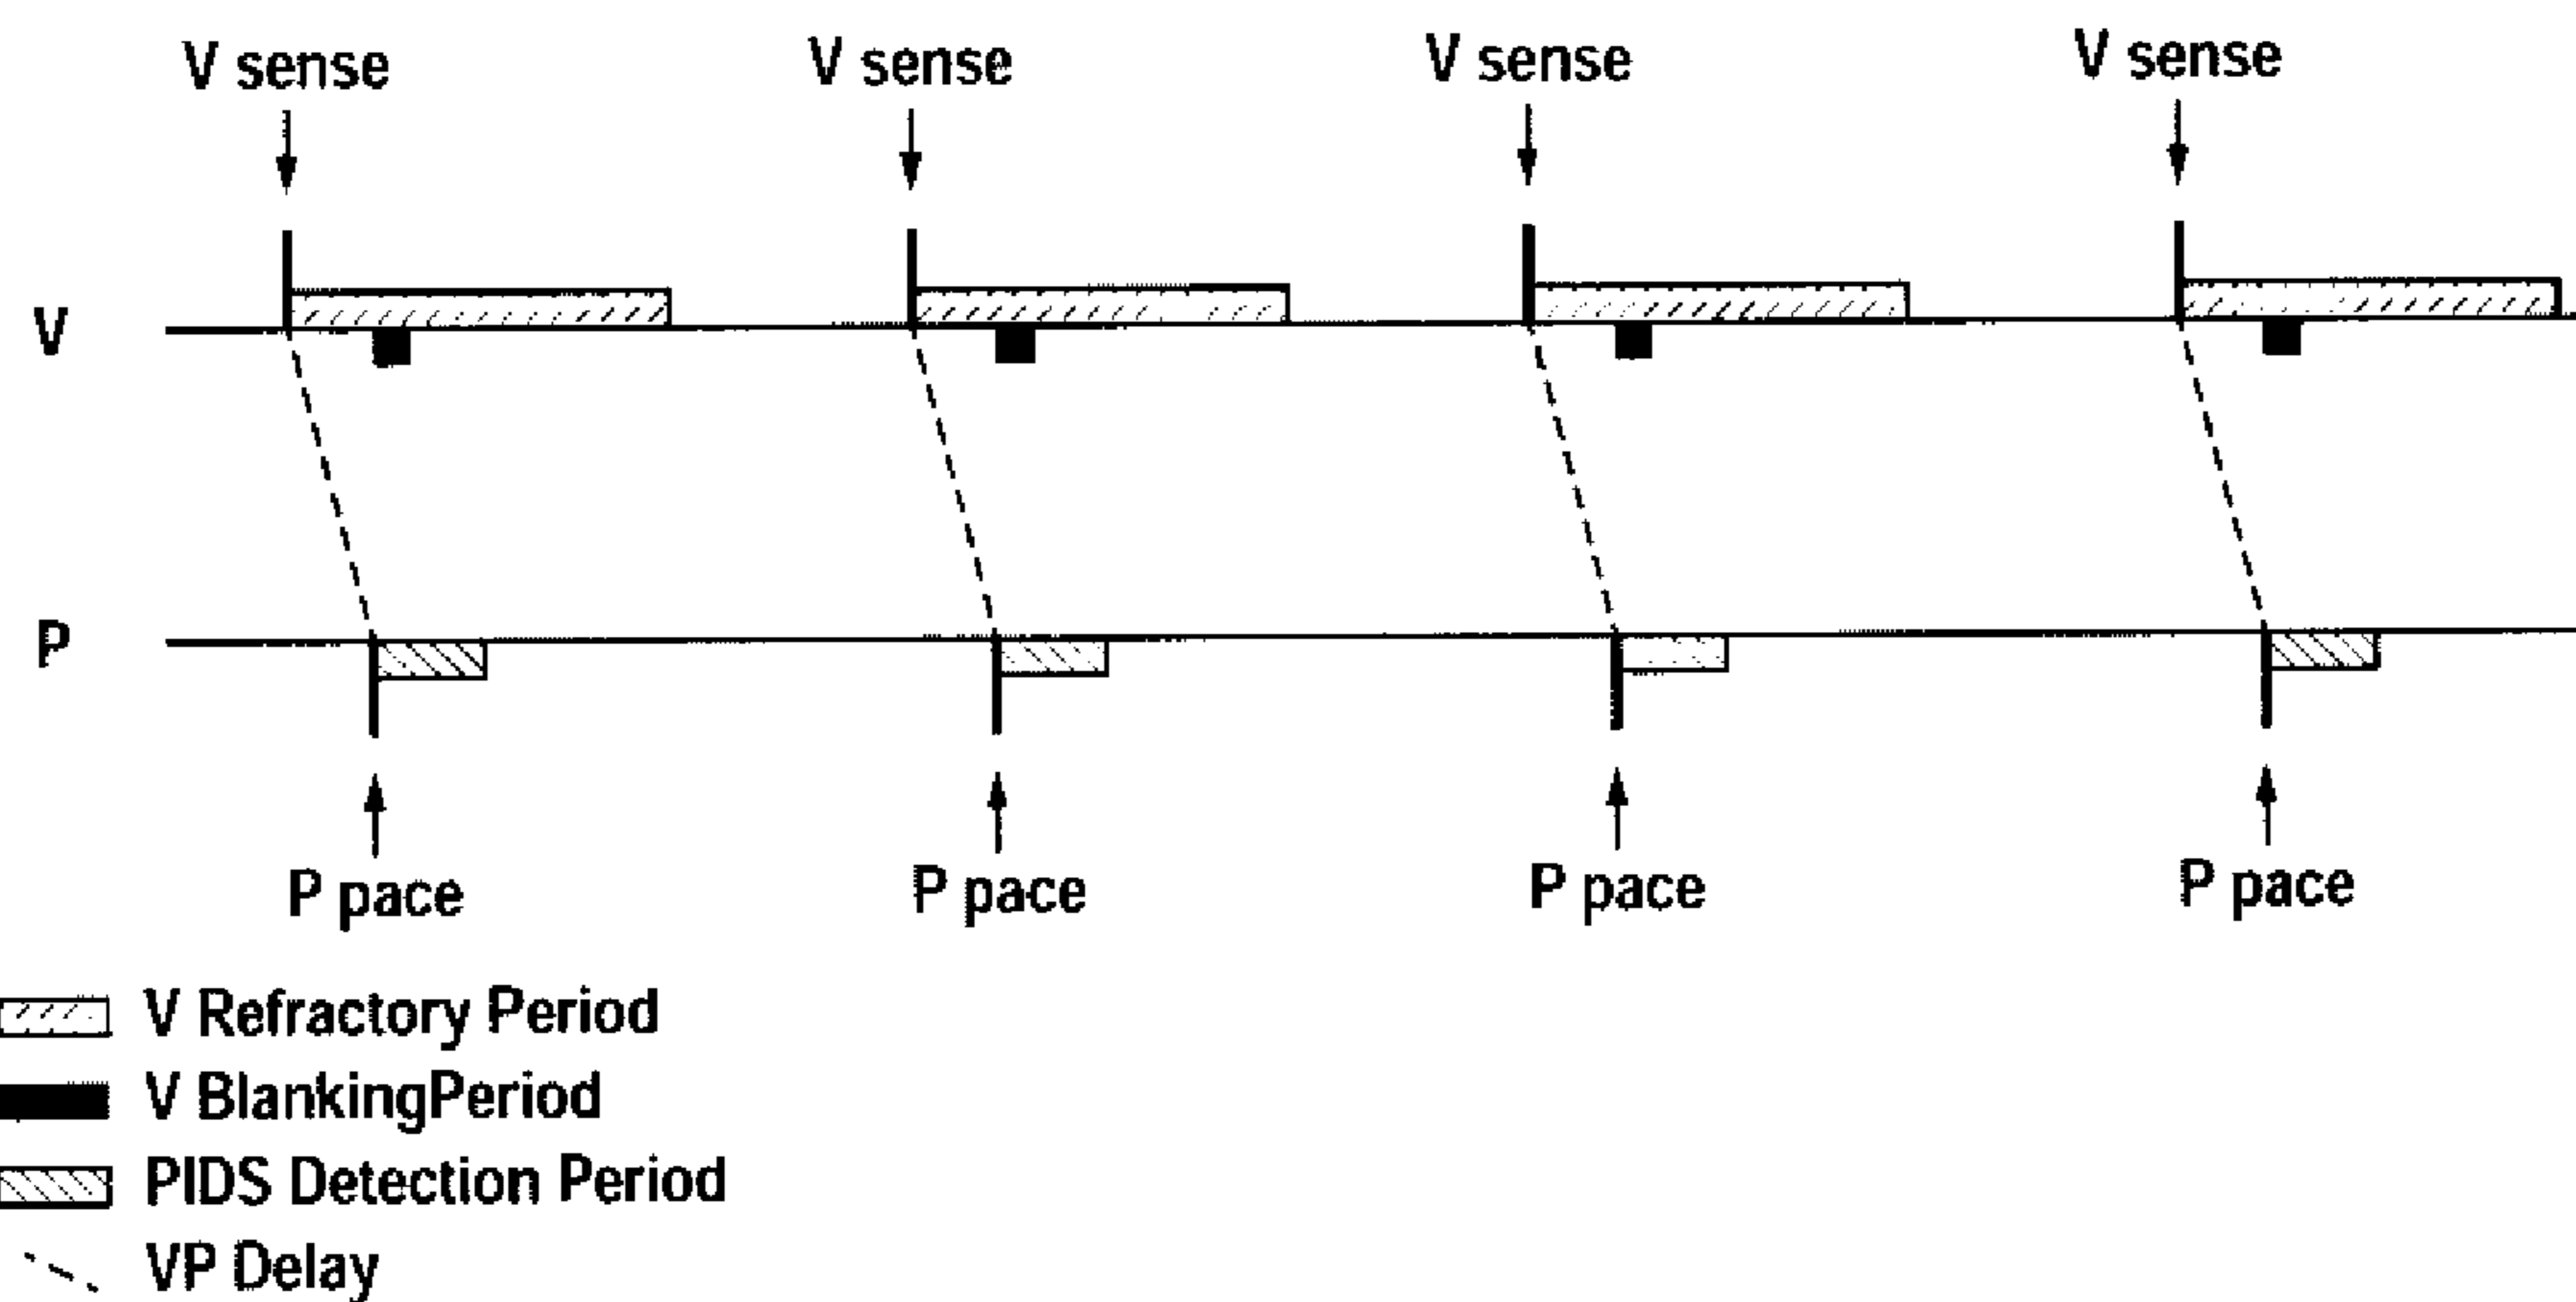 V sense V sense V sense V sense
V
P
P pace P pace P pace P pace
V Refractory Period
V BlankingPeriod
PIDS Detection Period
VP Delay